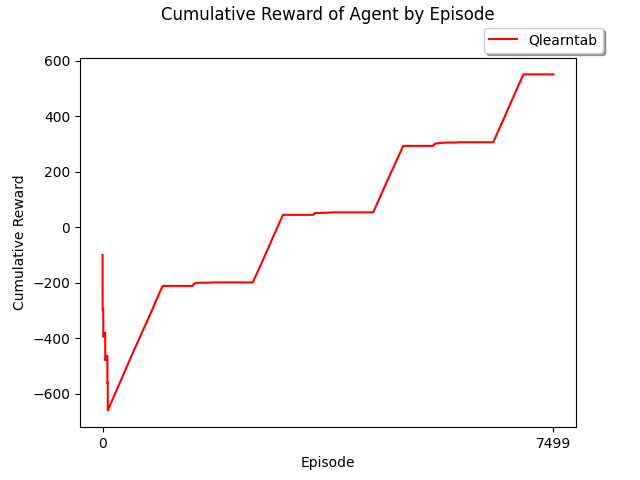 Cumulative Reward of Agent by Episode
Qlearntab
600
400
200
0
−200
−400
−600
Cumulative Reward
0
7499
Episode